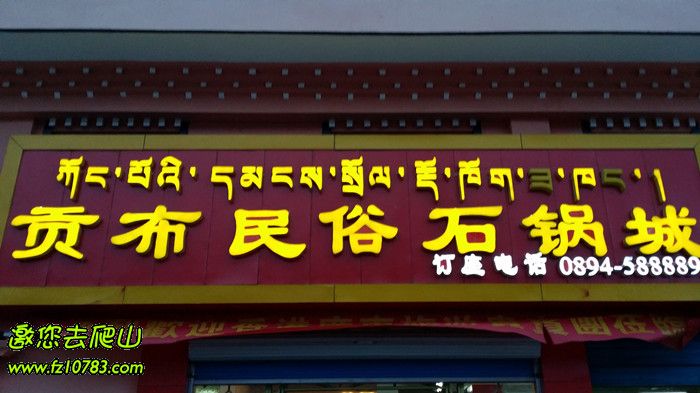 ཀོང་པོའི་དམངས་སྲོལ་རྡོ་ཁོག་ཟ་ཁང་།
贡布民俗石锅城
订座电话 0894-588889
邀您去爬山
www.fz10783.com